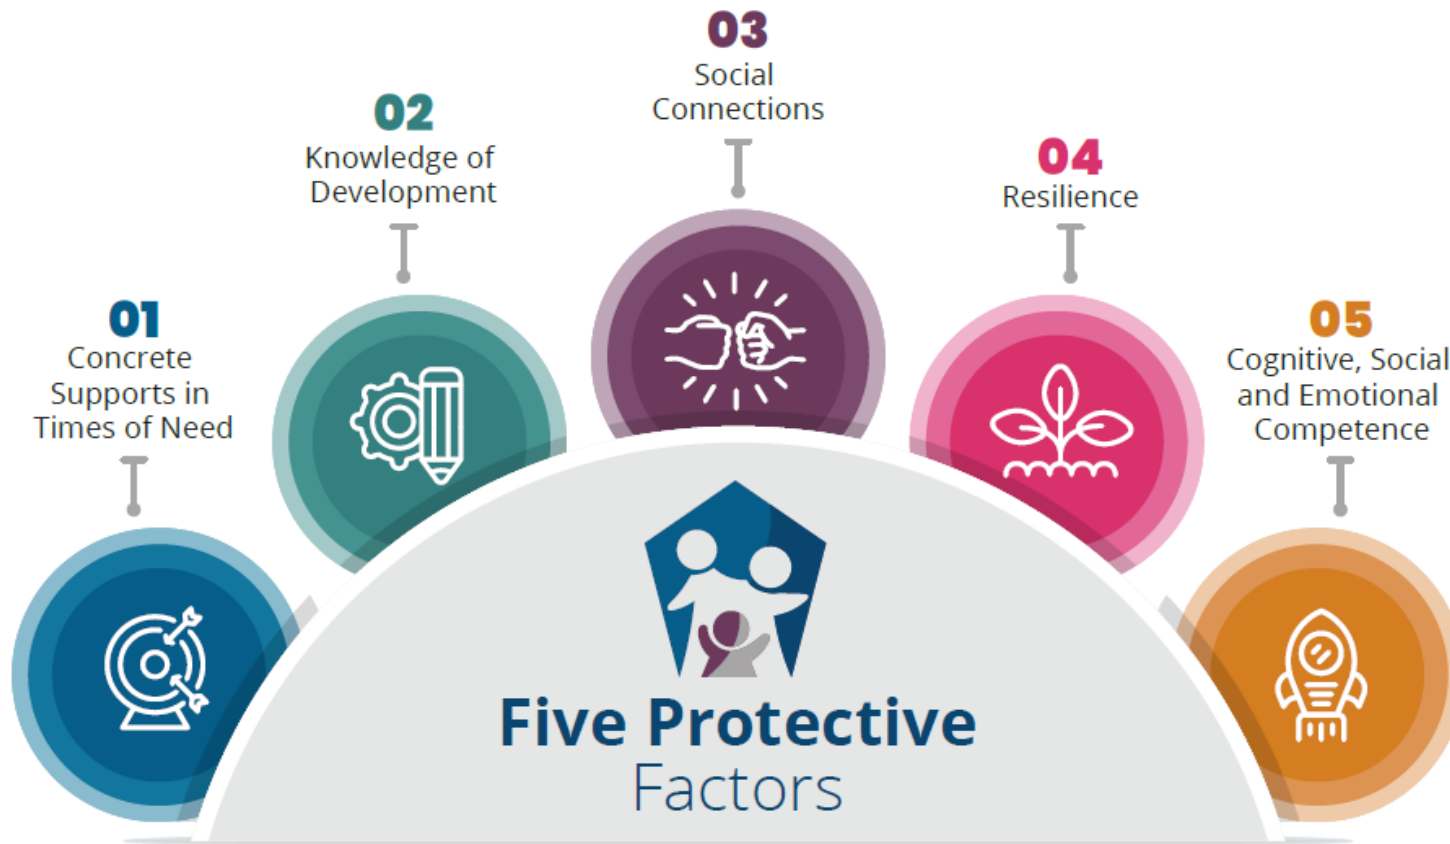 01
Concrete
Supports in
Times of Need
02
Knowledge of
Development
03
Social
Connections
04
Resilience
05
Cognitive, Social
and Emotional
Competence
Five Protective
Factors